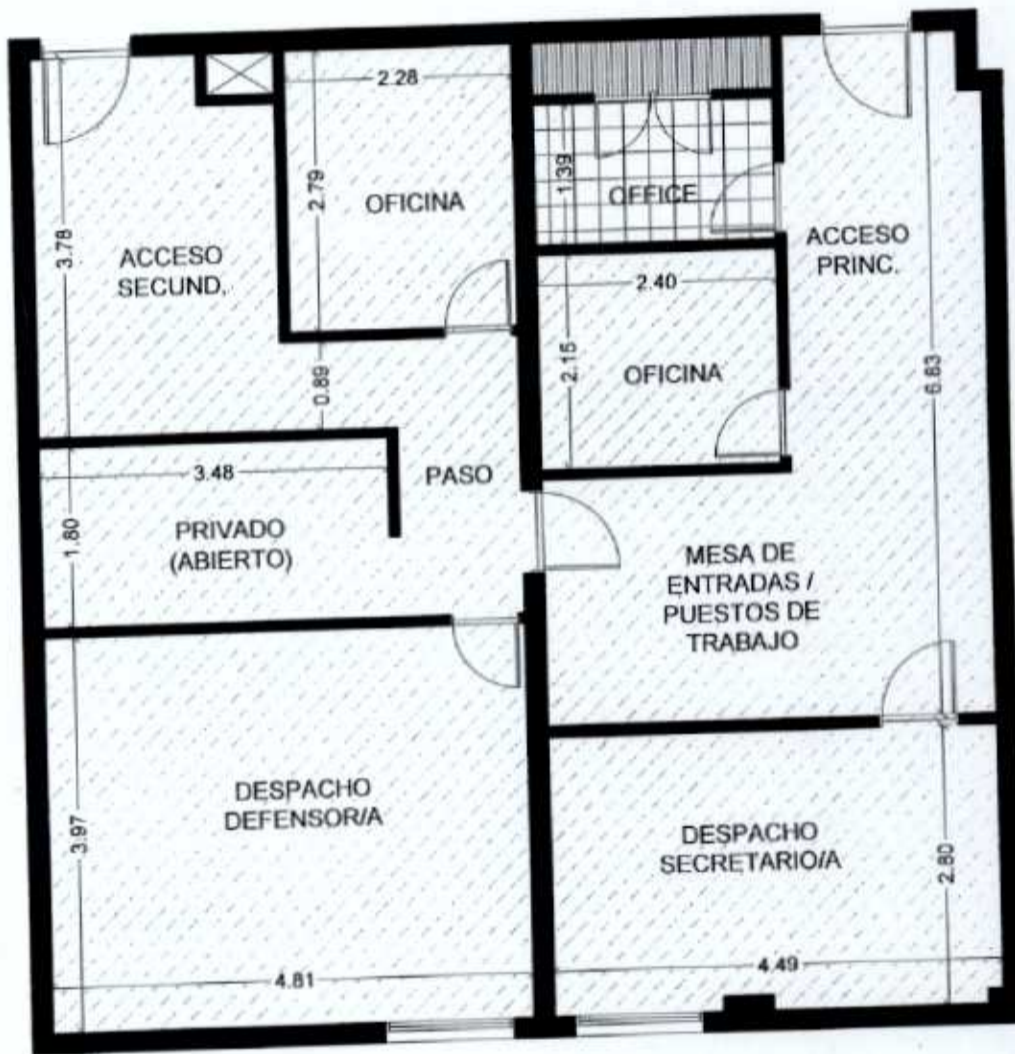 2.28
2.79
OFICINA
3.78
ACCESO
SECUND.
0.89
1.39
OFFICE
ACCESO
PRINC.
2.40
2.15
OFICINA
6.83
3.48
PASO
1.80
PRIVADO
(ABIERTO)
MESA DE
ENTRADAS /
PUESTOS DE
TRABAJO
DESPACHO
DEFENSOR/A
3.97
4.81
DESPACHO
SECRETARIO/A
2.80
4.49